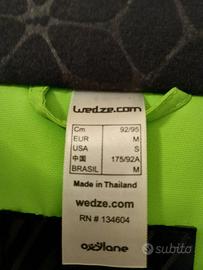 wedze.com
Cm 92/95
EUR M
USA S
中国 175/92A M
BRASIL M
Made in Thailand
wedze.com
RN # 134604
oxylane
subito